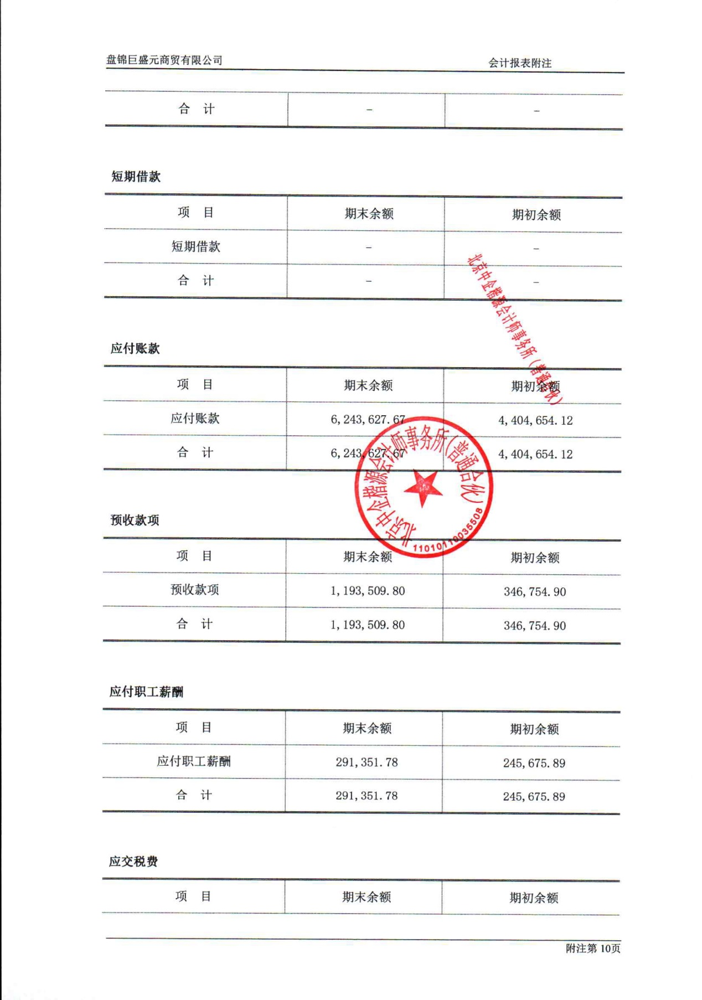 盘锦巨盛元商贸有限公司 会计报表附注
合 计 － －
短期借款
项 目 期末余额 期初余额
短期借款 － －
合 计 － －
北京中企楷源会计师事务所（普通合伙）
应付账款
项 目 期末余额 期初余额
应付账款 6,243,627.67 4,404,654.12
合 计 6,243,627.67 4,404,654.12
北京中企楷源会计师事务所（普通合伙）
11010110035508
预收款项
项 目 期末余额 期初余额
预收款项 1,193,509.80 346,754.90
合 计 1,193,509.80 346,754.90
应付职工薪酬
项 目 期末余额 期初余额
应付职工薪酬 291,351.78 245,675.89
合 计 291,351.78 245,675.89
应交税费
项 目 期末余额 期初余额
附注第 10页